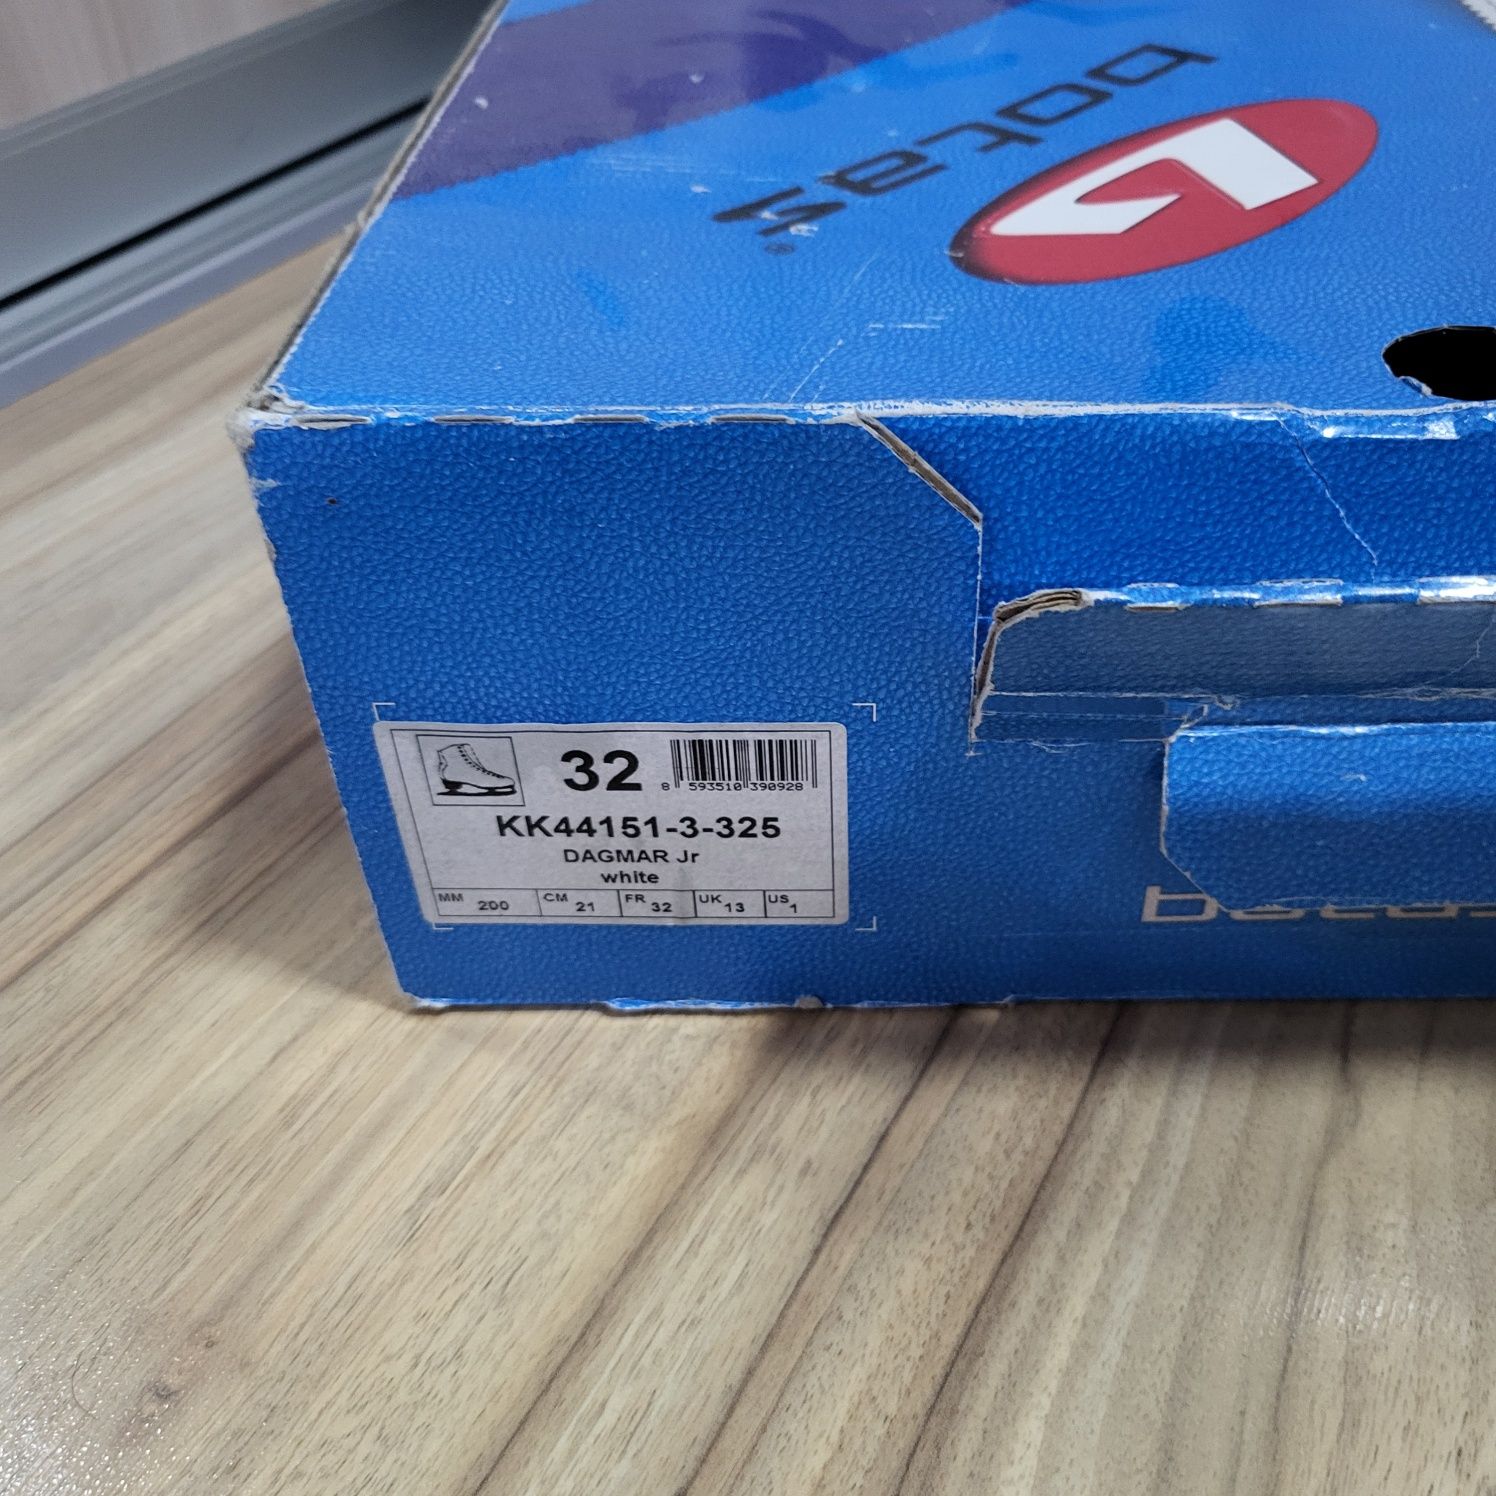 botas®
32
8 593510 390928
KK44151-3-325
DAGMAR Jr
white
MM 200 CM 21 FR 32 UK 13 US 1
botas